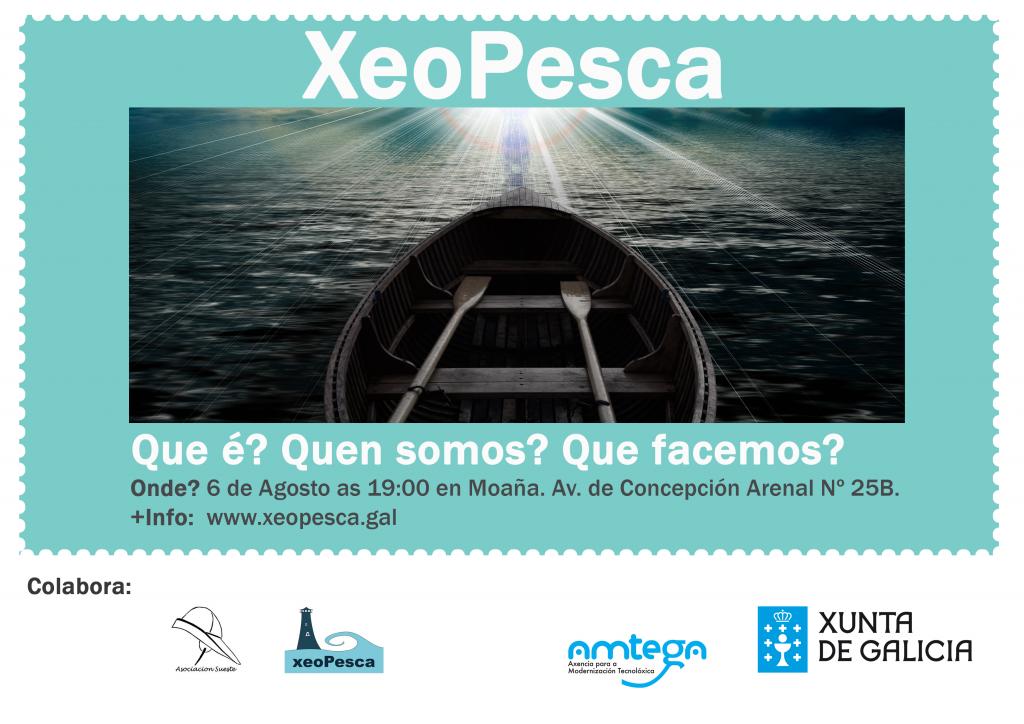 XeoPesca
Que é? Quen somos? Que facemos?
Onde? 6 de Agosto as 19:00 en Moaña. Av. de Concepción Arenal Nº 25B.
+Info: www.xeopesca.gal
Colabora:
Asociacion Sueste
xeoPesca
amtega
Axencia para a
Modernización Tecnolóxica
XUNTA
DE GALICIA